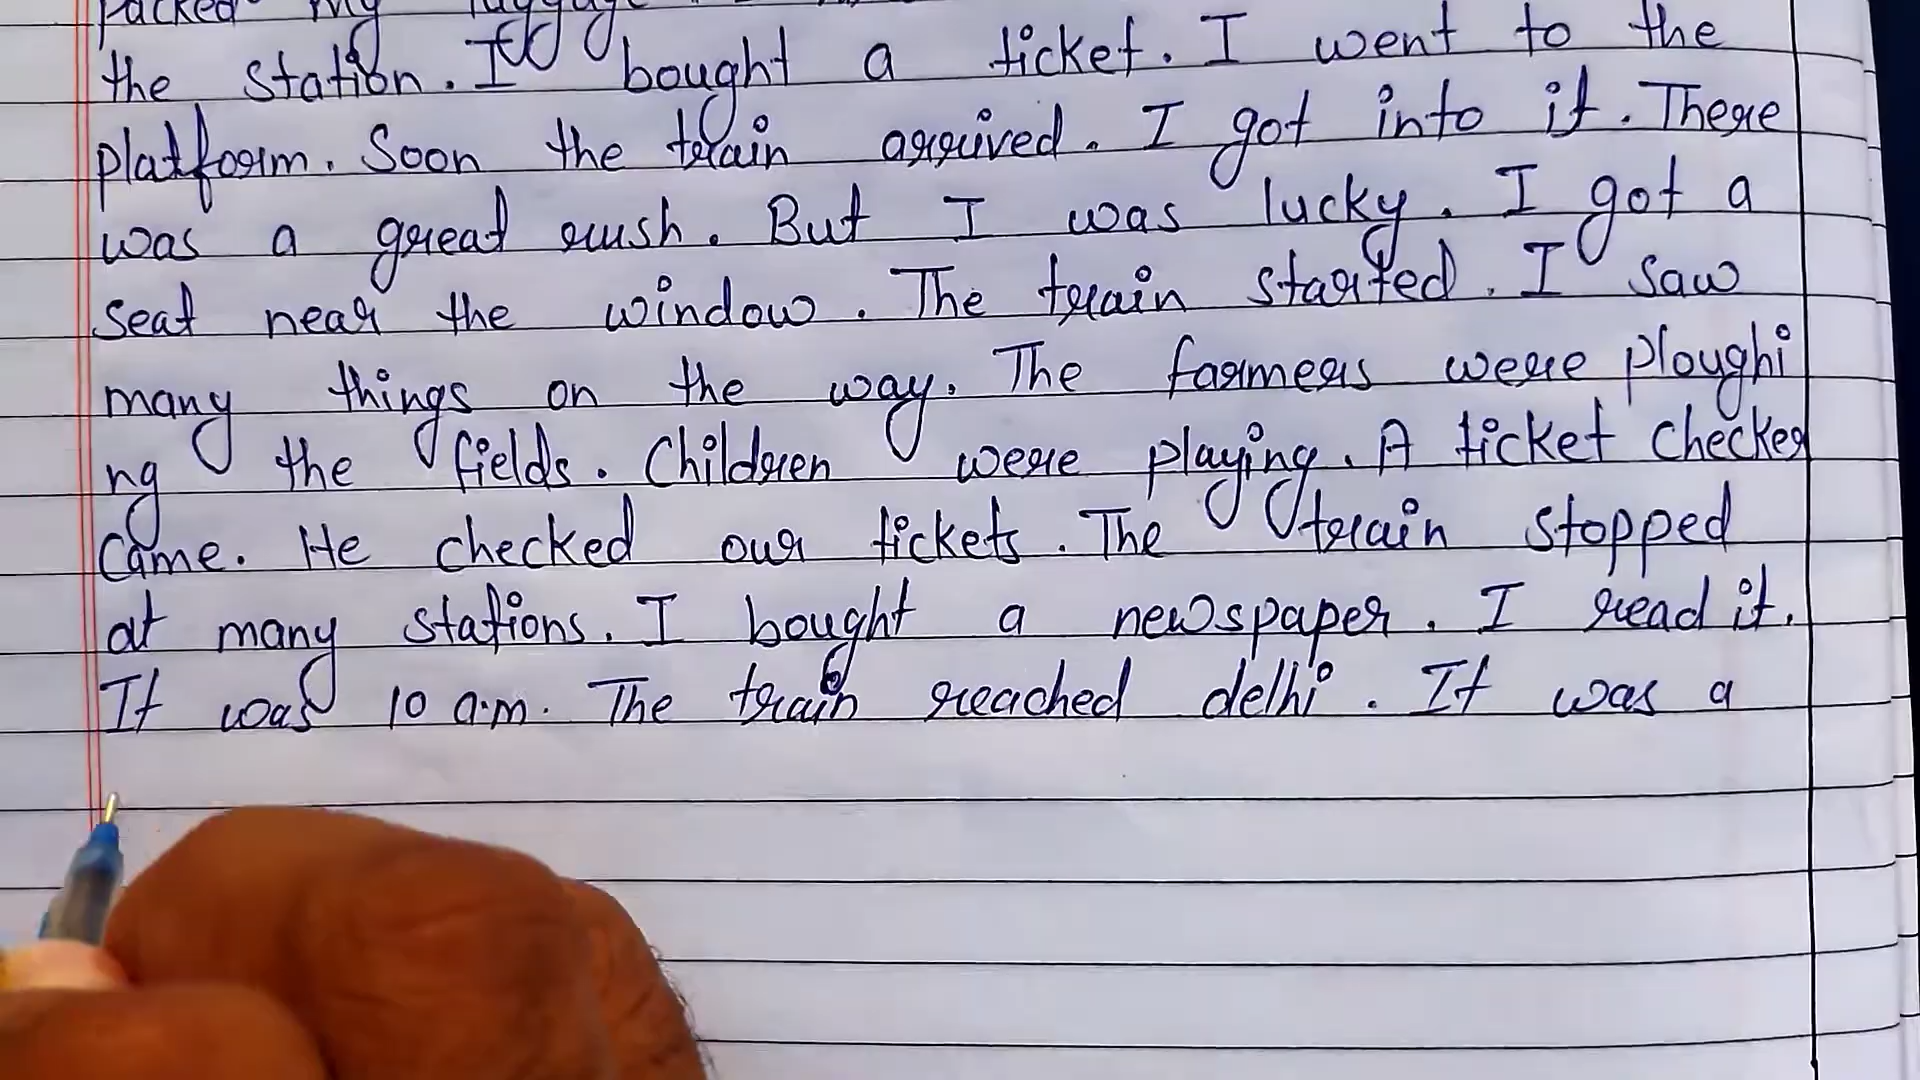 packed my luggage
the station. I bought a ticket. I went to the
platform. Soon the train arrived. I got into it. There
was a great rush. But I was lucky. I got a
seat near the window. The train started. I saw
many things on the way. The farmers were ploughi
ng the fields. Children were playing. A ticket checker
came. He checked our tickets. The train stopped
at many stations. I bought a newspaper. I read it.
It was 10 a.m. The train reached delhi. It was a